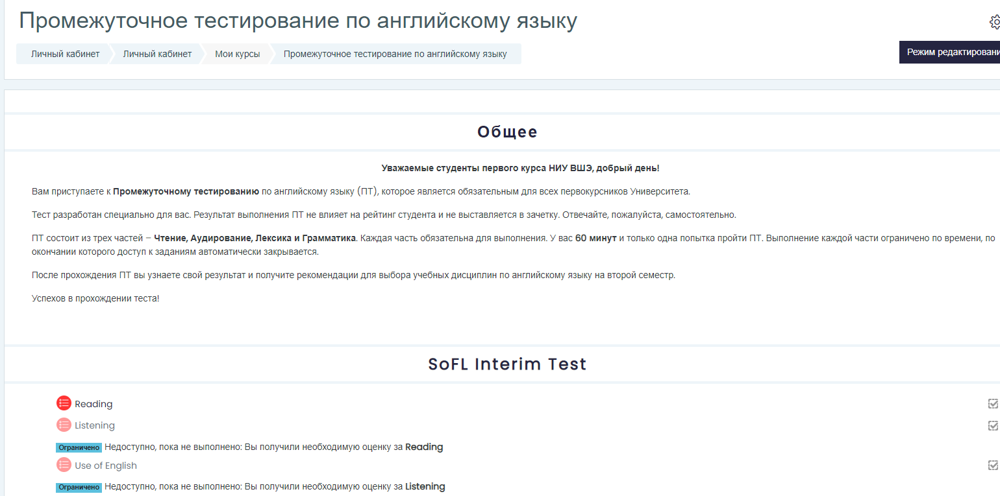 Промежуточное тестирование по английскому языку
Личный кабинет Личный кабинет Мои курсы Промежуточное тестирование по английскому языку
Режим
Общее
Уважаемые студенты первого курса НИУ ВШЭ, добрый день!
Вам приступаете к Промежуточному тестированию по английскому языку (ПТ), которое является обязательным для всех первокурсников Университета.
Тест разработан специально для вас. Результат выполнения ПТ не влияет на рейтинг студента и не выставляется в зачетку. Отвечайте, пожалуйста, самостоятельно.
ПТ состоит из трех частей – Чтение, Аудирование, Лексика и Грамматика. Каждая часть обязательна для выполнения. У вас 60 минут и только одна попытка пройти ПТ. Выполнение каждой части ограничено по времени, по
окончании которого доступ к заданиям автоматически закрывается.
После прохождения ПТ вы узнаете свой результат и получите рекомендации для выбора учебных дисциплин по английскому языку на второй семестр.
Успехов в прохождении теста!
SoFL Interim Test
Reading
Listening
Ограничено Недоступно, пока не выполнено: Вы получили необходимую оценку за Reading
Use of English
Ограничено Недоступно, пока не выполнено: Вы получили необходимую оценку за Listening